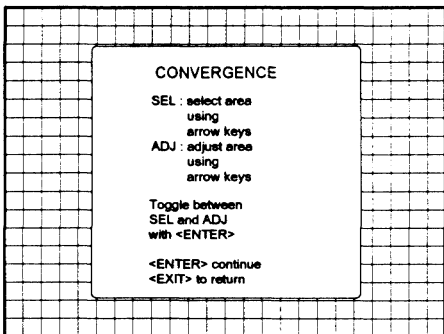 CONVERGENCE
SEL : select area
using
arrow keys
ADJ : adjust area
using
arrow keys
Toggle between
SEL and ADJ
with <ENTER>
<ENTER> continue
<EXIT> to return